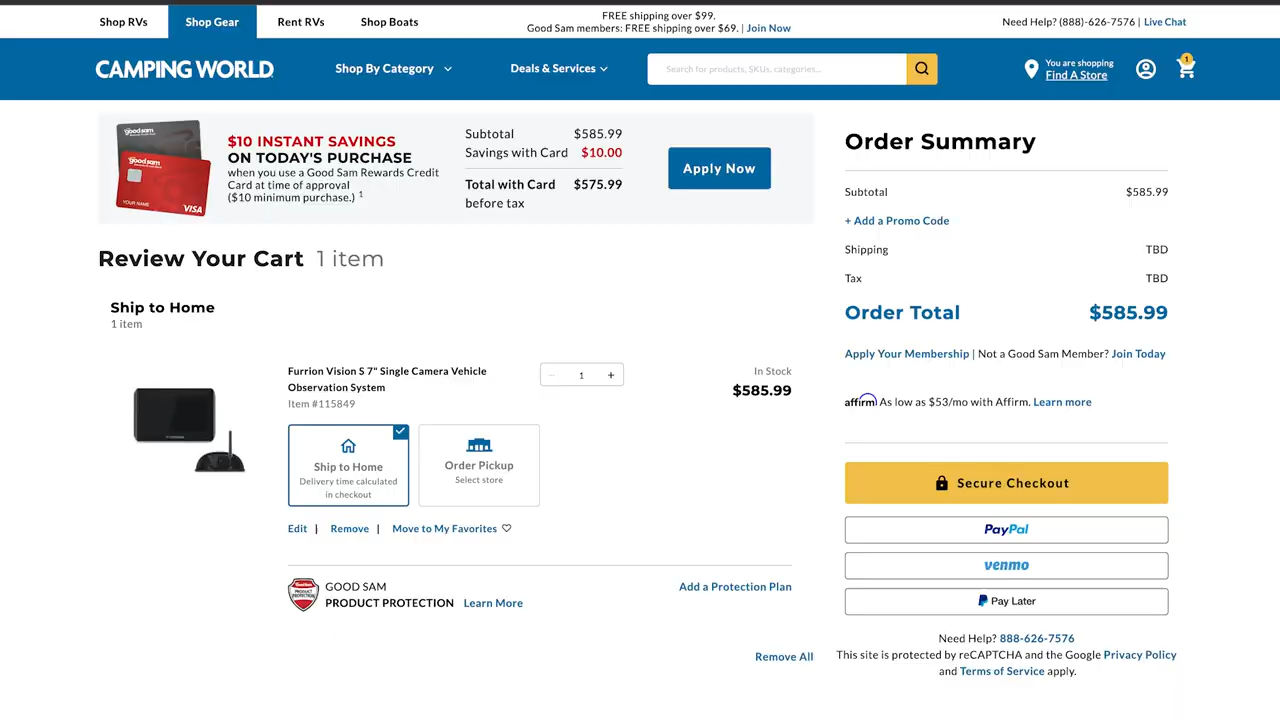 Shop RVs
Shop Gear
Rent RVs
Shop Boats
FREE shipping over $99.
Good Sam members: FREE shipping over $69. | Join Now
Need Help? (888)-626-7576 | Live Chat
CAMPING WORLD
Shop By Category
Deals & Services
Search for products, SKUs, categories...
You are shopping
Find A Store
1
good sam
good sam
YOUR NAME
VISA
$10 INSTANT SAVINGS
ON TODAY'S PURCHASE
when you use a Good Sam Rewards Credit
Card at time of approval
($10 minimum purchase.) 1
Subtotal $585.99
Savings with Card $10.00
Total with Card $575.99
before tax
Apply Now
Review Your Cart 1 item
Ship to Home
1 item
Furrion Vision S 7" Single Camera Vehicle
Observation System
Item #115849
− 1 +
In Stock
$585.99
Ship to Home
Delivery time calculated
in checkout
Order Pickup
Select store
Edit | Remove | Move to My Favorites
GOOD SAM
PRODUCT PROTECTION Learn More
Add a Protection Plan
Remove All
Order Summary
Subtotal $585.99
+ Add a Promo Code
Shipping TBD
Tax TBD
Order Total $585.99
Apply Your Membership | Not a Good Sam Member? Join Today
affirm As low as $53/mo with Affirm. Learn more
Secure Checkout
PayPal
venmo
Pay Later
Need Help? 888-626-7576
This site is protected by reCAPTCHA and the Google Privacy Policy
and Terms of Service apply.